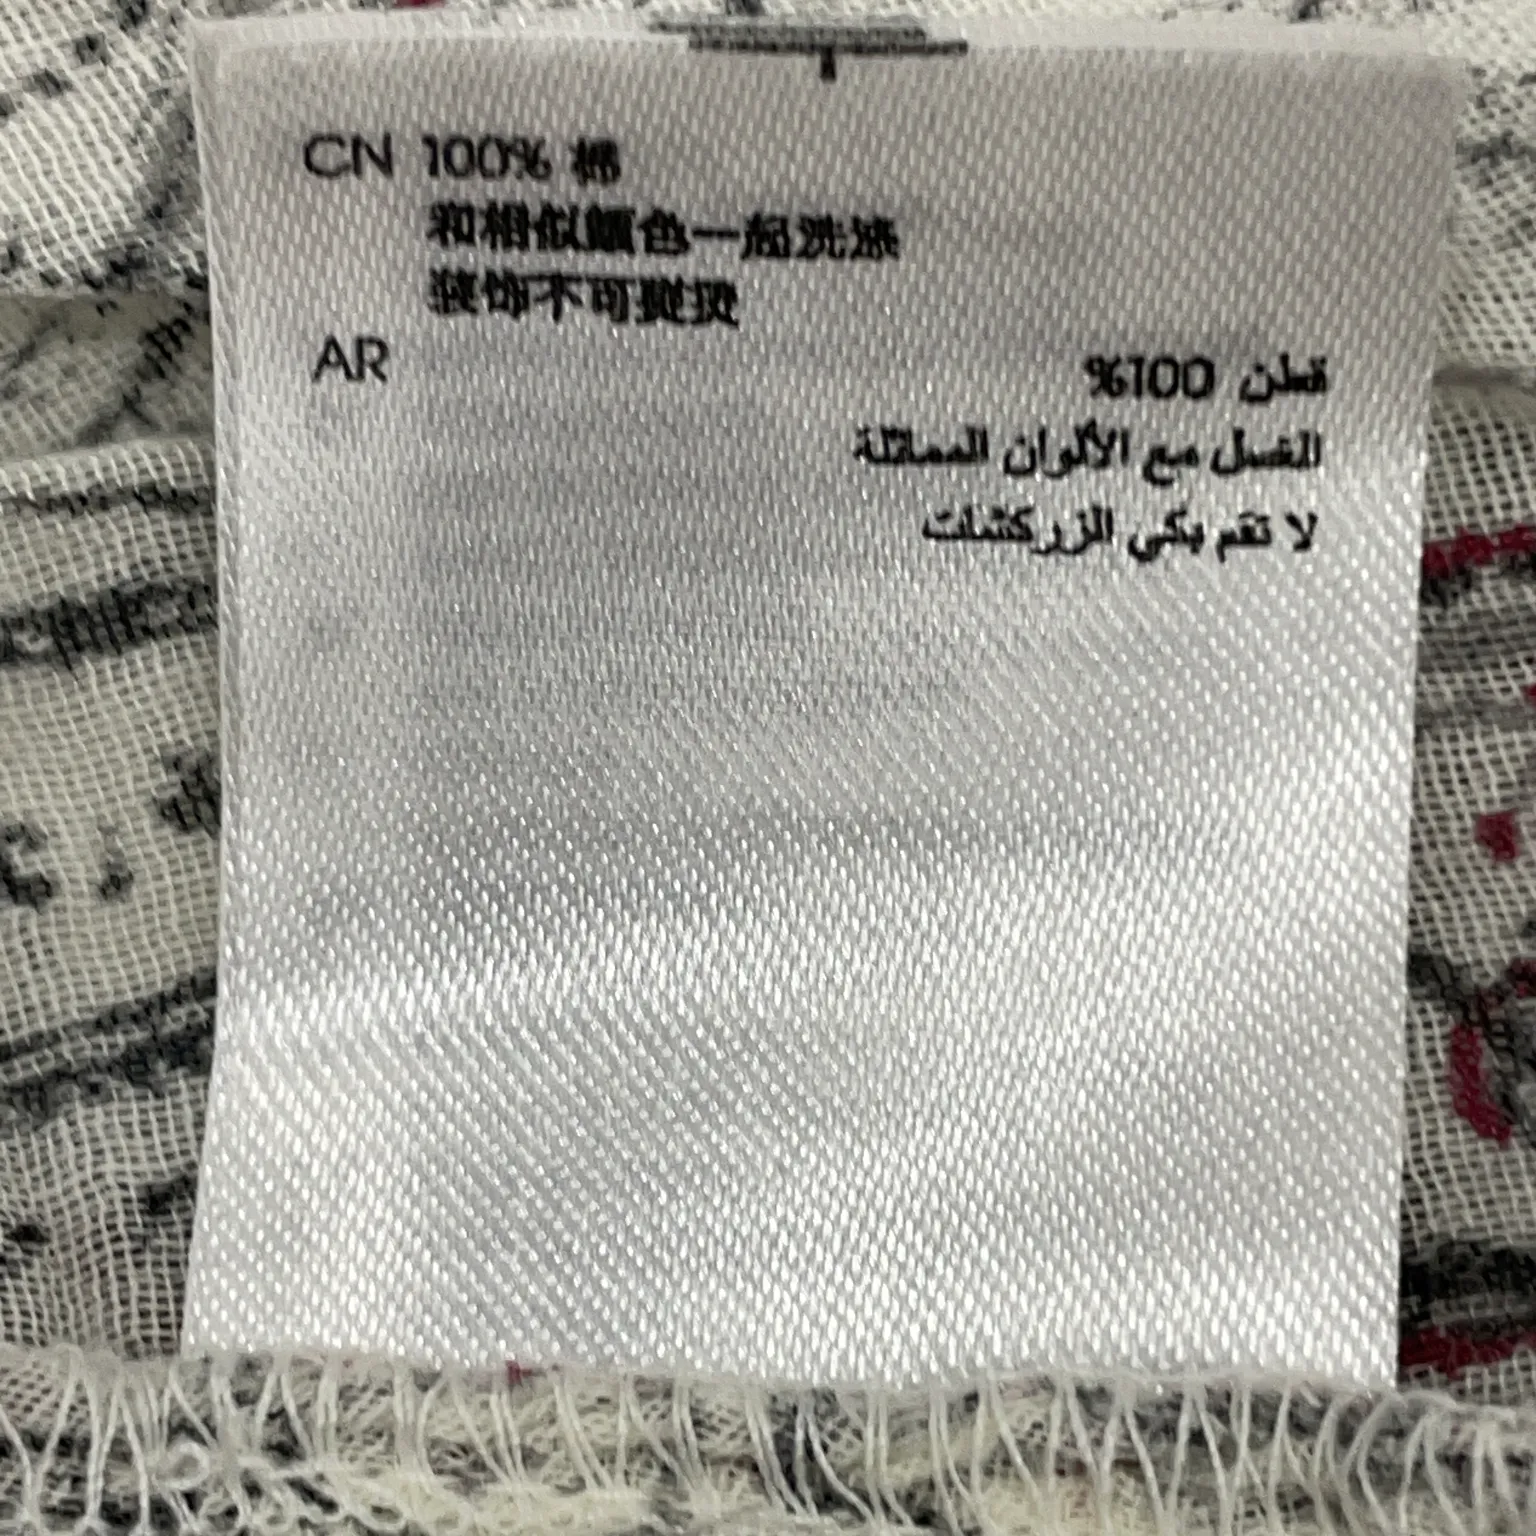 CN 100% 棉
和相似颜色一起洗涤
装饰不可熨烫
AR
قطن 100%
الغسل مع الألوان المماثلة
لا تقم بكي الزركشات